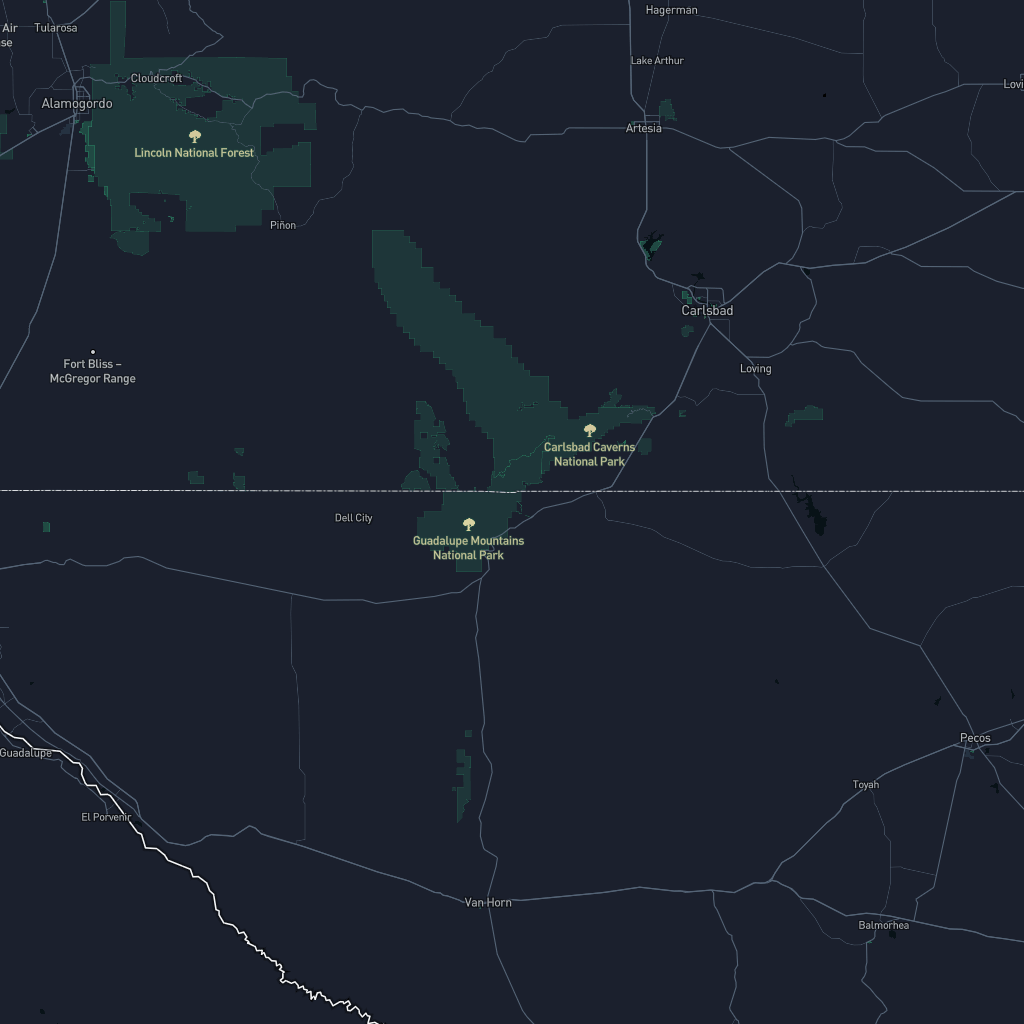 Hagerman
Air
Tularosa
se
Lake Arthur
Cloudcroft
Lovi
Alamogordo
Artesia
Lincoln National Forest
Piñon
Carlsbad
Fort Bliss –
McGregor Range
Loving
Carlsbad Caverns
National Park
Dell City
Guadalupe Mountains
National Park
Pecos
Guadalupe
Toyah
El Porvenir
Van Horn
Balmorhea